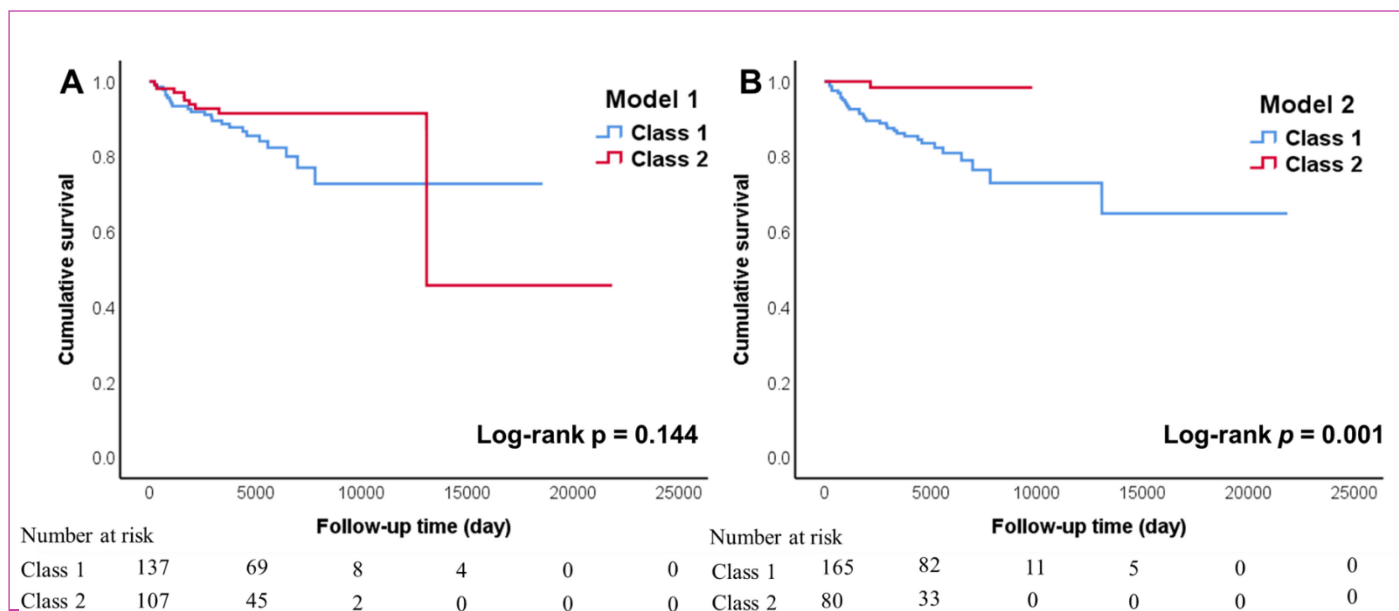 A
Model 1
Class 1
Class 2
Cumulative survival
1.0
0.8
0.6
0.4
0.2
0.0
Log-rank p = 0.144
0 5000 10000 15000 20000 25000
Follow-up time (day)
Number at risk
Class 1 137 69 8 4 0 0
Class 2 107 45 2 0 0 0
B
Model 2
Class 1
Class 2
Cumulative survival
1.0
0.8
0.6
0.4
0.2
0.0
Log-rank p = 0.001
0 5000 10000 15000 20000 25000
Follow-up time (day)
Number at risk
Class 1 165 82 11 5 0 0
Class 2 80 33 0 0 0 0